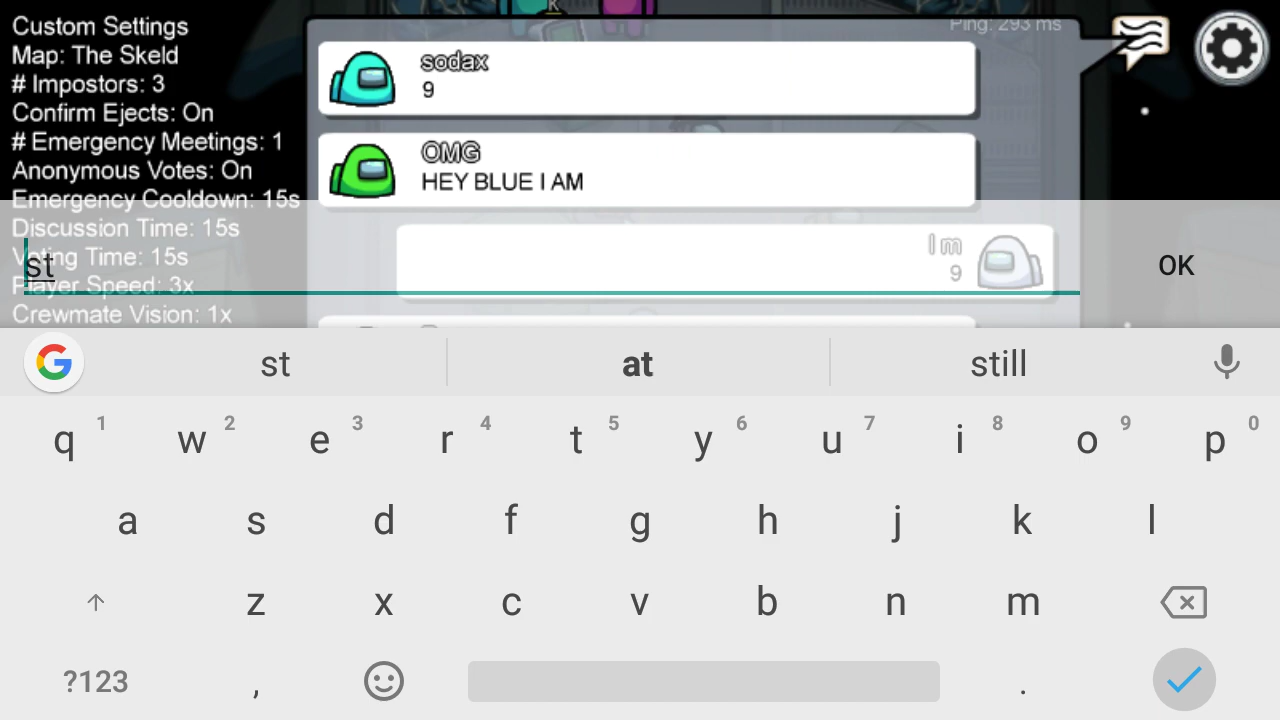 Custom Settings
Map: The Skeld
# Impostors: 3
Confirm Ejects: On
# Emergency Meetings: 1
Anonymous Votes: On
Emergency Cooldown: 15s
Discussion Time: 15s
Voting Time: 15s
Player Speed: 3x
Crewmate Vision: 1x
Ping: 293 ms
sodax
9
OMG
HEY BLUE I AM
I m
9
st
OK
st at still
q 1 w 2 e 3 r 4 t 5 y 6 u 7 i 8 o 9 p 0
a s d f g h j k l
z x c v b n m
?123 , .